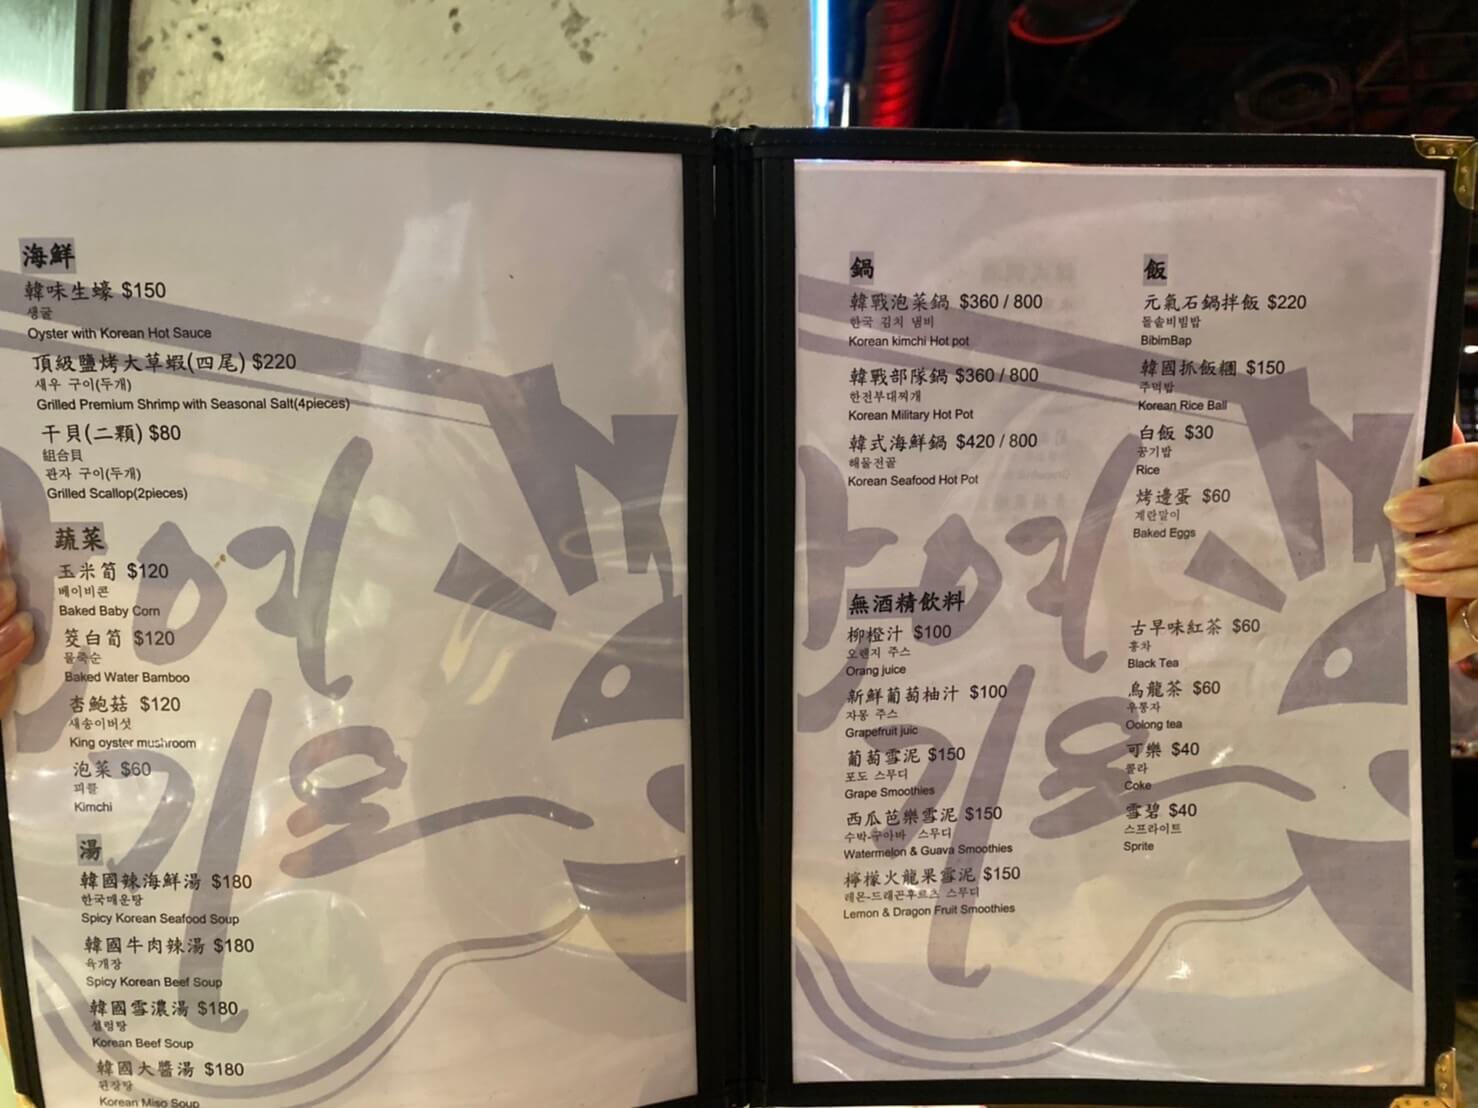 海鮮
韓味生蠔 $150
생굴
Oyster with Korean Hot Sauce
頂級鹽烤大草蝦(四尾) $220
새우 구이(두개)
Grilled Premium Shrimp with Seasonal Salt(4pieces)
干貝(二顆) $80
組合貝
관자 구이(두개)
Grilled Scallop(2pieces)
蔬菜
玉米筍 $120
베이비콘
Baked Baby Corn
筊白筍 $120
물죽순
Baked Water Bamboo
杏鮑菇 $120
새송이버섯
King oyster mushroom
泡菜 $60
피클
Kimchi
湯
韓國辣海鮮湯 $180
한국매운탕
Spicy Korean Seafood Soup
韓國牛肉辣湯 $180
육개장
Spicy Korean Beef Soup
韓國雪濃湯 $180
설렁탕
Korean Beef Soup
韓國大醬湯 $180
된장탕
Korean Miso Soup
鍋
韓戰泡菜鍋 $360 / 800
한국 김치 냄비
Korean kimchi Hot pot
韓戰部隊鍋 $360 / 800
한전부대찌개
Korean Military Hot Pot
韓式海鮮鍋 $420 / 800
해물전골
Korean Seafood Hot Pot
飯
元氣石鍋拌飯 $220
돌솥비빔밥
BibimBap
韓國抓飯糰 $150
주먹밥
Korean Rice Ball
白飯 $30
공기밥
Rice
烤邊蛋 $60
계란말이
Baked Eggs
無酒精飲料
柳橙汁 $100
오렌지 주스
Orang juice
新鮮葡萄柚汁 $100
자몽 주스
Grapefruit juic
葡萄雪泥 $150
포도 스무디
Grape Smoothies
西瓜芭樂雪泥 $150
수박-구아바 스무디
Watermelon & Guava Smoothies
檸檬火龍果雪泥 $150
레몬-드래곤후르츠 스무디
Lemon & Dragon Fruit Smoothies
古早味紅茶 $60
홍차
Black Tea
烏龍茶 $60
우롱차
Oolong tea
可樂 $40
콜라
Coke
雪碧 $40
스프라이트
Sprite